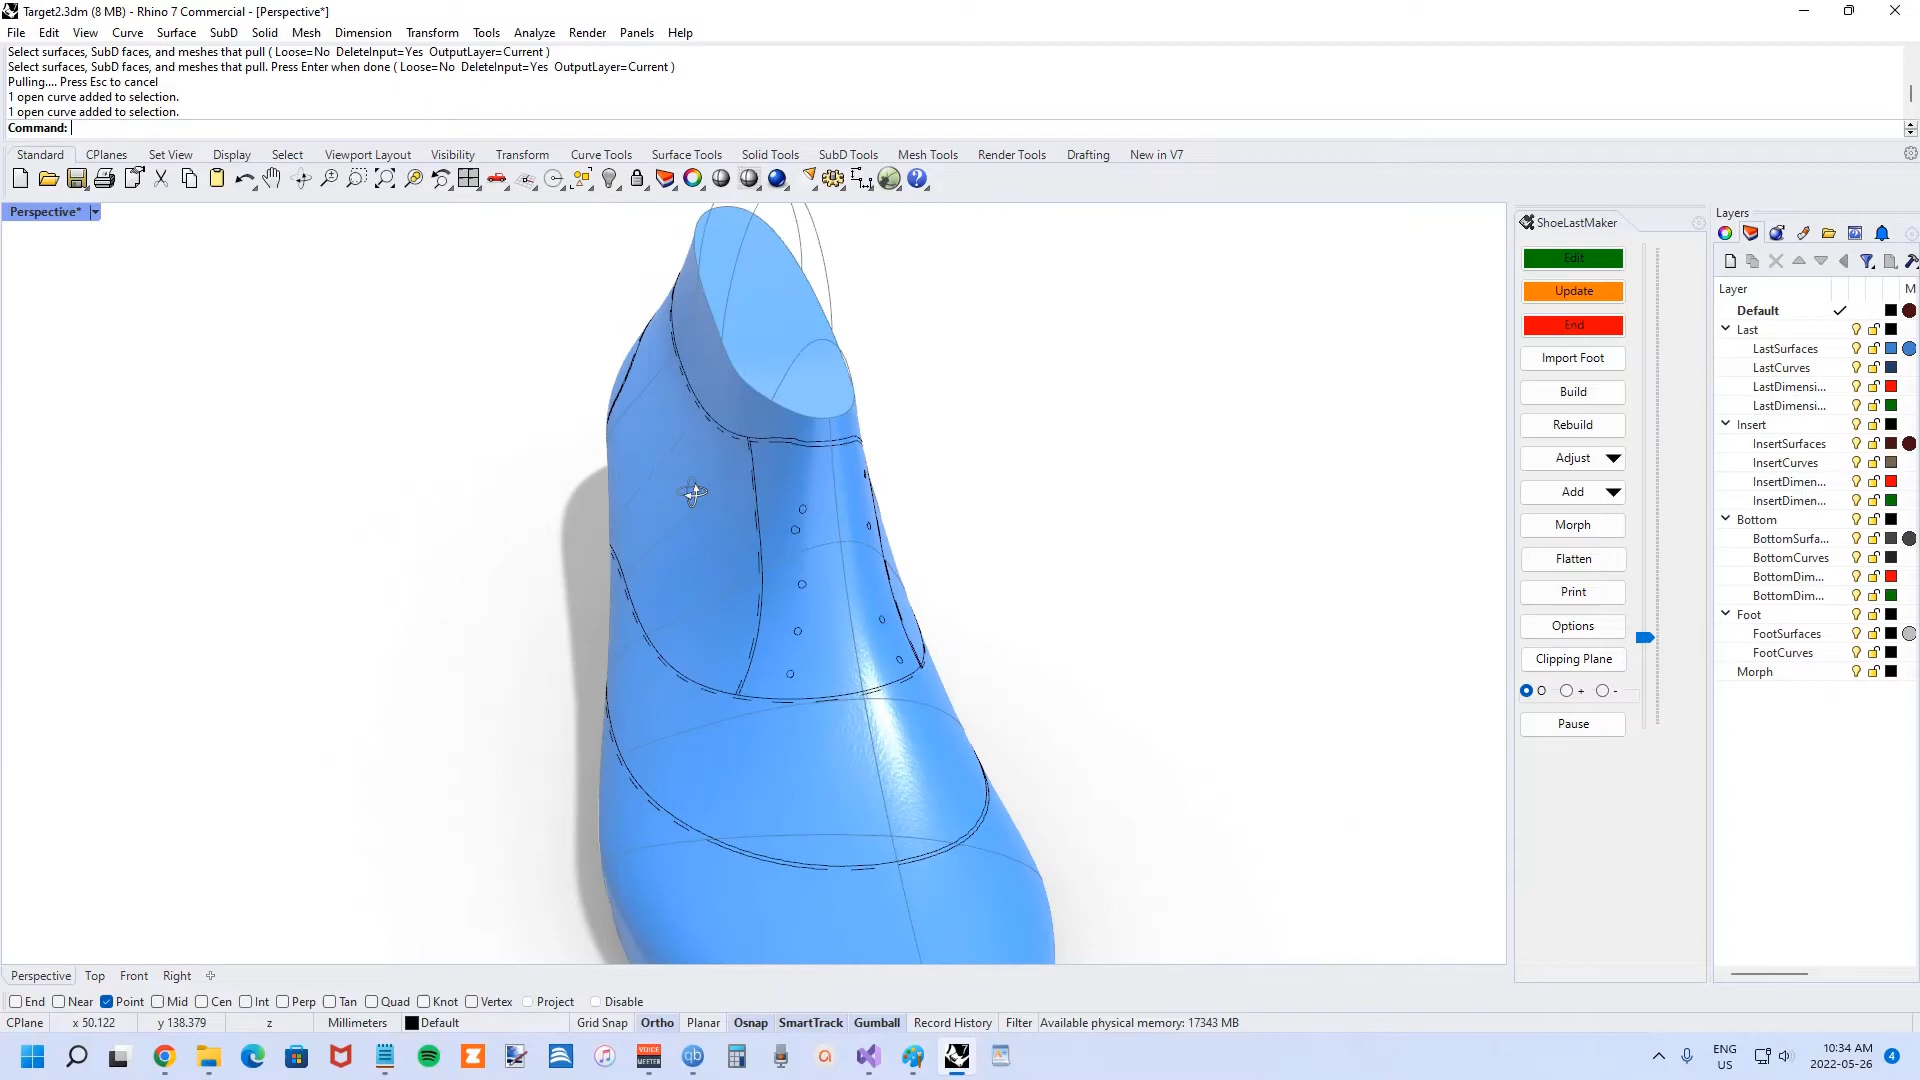 Target2.3dm (8 MB) - Rhino 7 Commercial - [Perspective*]
File Edit View Curve Surface SubD Solid Mesh Dimension Transform Tools Analyze Render Panels Help
Select surfaces, SubD faces, and meshes that pull ( Loose=No DeleteInput=Yes OutputLayer=Current )
Select surfaces, SubD faces, and meshes that pull. Press Enter when done ( Loose=No DeleteInput=Yes OutputLayer=Current )
Pulling.... Press Esc to cancel
1 open curve added to selection.
1 open curve added to selection.
Command:
Standard CPlanes Set View Display Select Viewport Layout Visibility Transform Curve Tools Surface Tools Solid Tools SubD Tools Mesh Tools Render Tools Drafting New in V7
Perspective*
ShoeLastMaker
Edit
Update
End
Import Foot
Build
Rebuild
Adjust
Add
Morph
Flatten
Print
Options
Clipping Plane
O + -
Pause
Layers
Layer M
Default
Last
LastSurfaces
LastCurves
LastDimensi...
LastDimensi...
Insert
InsertSurfaces
InsertCurves
InsertDimen...
InsertDimen...
Bottom
BottomSurfa...
BottomCurves
BottomDim...
BottomDim...
Foot
FootSurfaces
FootCurves
Morph
Perspective Top Front Right
End Near Point Mid Cen Int Perp Tan Quad Knot Vertex Project Disable
CPlane x 50.122 y 138.379 z Millimeters Default Grid Snap Ortho Planar Osnap SmartTrack Gumball Record History Filter Available physical memory: 17343 MB
VOICE MEETER
qb
ENG
US
10:34 AM
2022-05-26
4